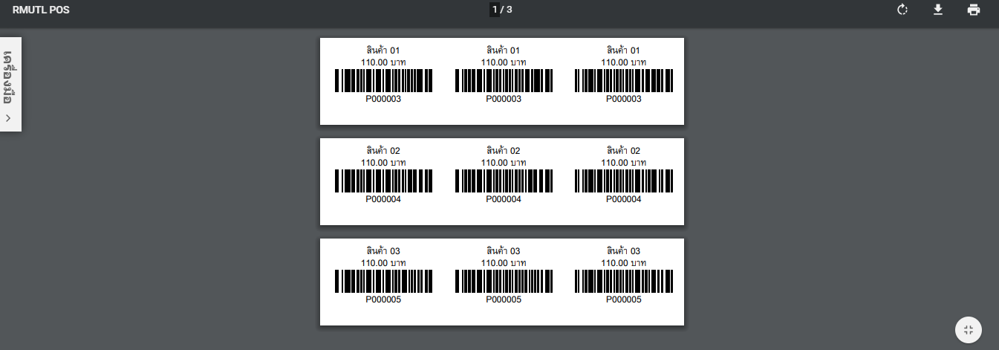 RMUTL POS
1 / 3
เครื่องมือ
สินค้า 01
110.00 บาท
P000003
สินค้า 01
110.00 บาท
P000003
สินค้า 01
110.00 บาท
P000003
สินค้า 02
110.00 บาท
P000004
สินค้า 02
110.00 บาท
P000004
สินค้า 02
110.00 บาท
P000004
สินค้า 03
110.00 บาท
P000005
สินค้า 03
110.00 บาท
P000005
สินค้า 03
110.00 บาท
P000005